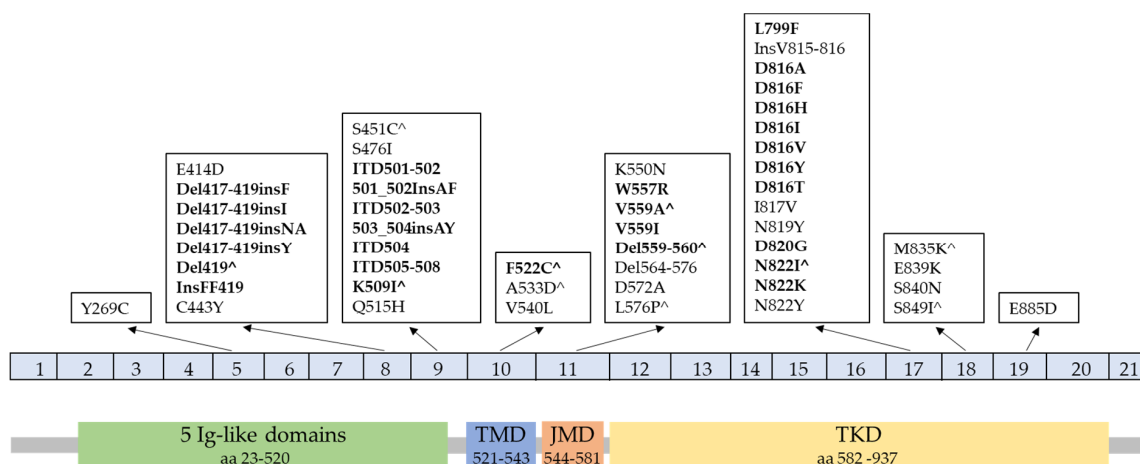 Y269C
E414D
Del417-419insF
Del417-419insI
Del417-419insNA
Del417-419insY
Del419^
InsFF419
C443Y
S451C^
S476I
ITD501-502
501_502InsAF
ITD502-503
503_504insAY
ITD504
ITD505-508
K509I^
Q515H
F522C^
A533D^
V540L
K550N
W557R
V559A^
V559I
Del559-560^
Del564-576
D572A
L576P^
L799F
InsV815-816
D816A
D816F
D816H
D816I
D816V
D816Y
D816T
I817V
N819Y
D820G
N822I^
N822K
N822Y
M835K^
E839K
S840N
S849I^
E885D
1 2 3 4 5 6 7 8 9 10 11 12 13 14 15 16 17 18 19 20 21
5 Ig-like domains
aa 23-520
TMD
521-543
JMD
544-581
TKD
aa 582 -937